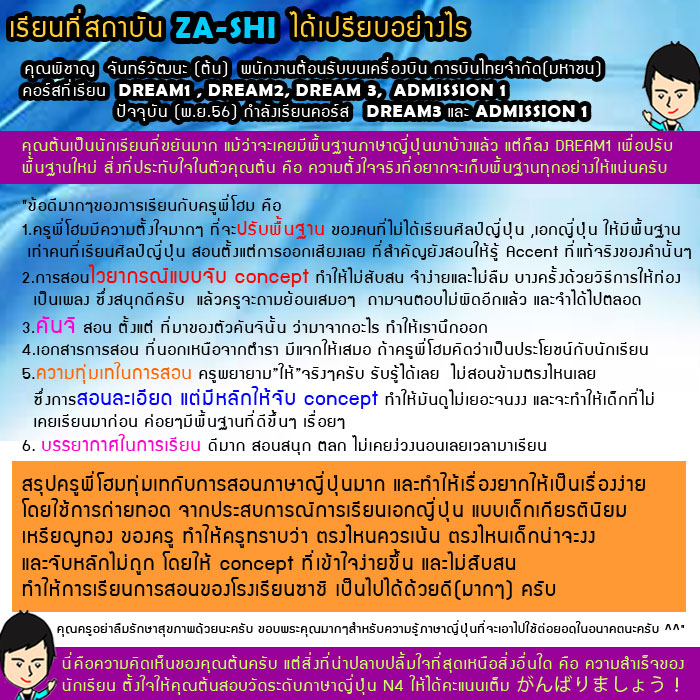 เรียนที่สถาบัน ZA-SHI ได้เปรียบอย่างไร
คุณพิชาญ จันทร์วัฒนะ (ต้น) พนักงานต้อนรับบนเครื่องบิน การบินไทยจำกัด(มหาชน)
คอร์สที่เรียน DREAM1 , DREAM2, DREAM 3, ADMISSION 1
ปัจจุบัน (พ.ย.56) กำลังเรียนคอร์ส DREAM3 และ ADMISSION 1
คุณต้นเป็นนักเรียนที่ขยันมาก แม้ว่าจะเคยมีพื้นฐานภาษาญี่ปุ่นมาบ้างแล้ว แต่ก็ลง DREAM1 เพื่อปรับ
พื้นฐานใหม่ สิ่งที่ประทับใจในตัวคุณต้น คือ ความตั้งใจจริงที่อยากจะเก็บพื้นฐานทุกอย่างให้แน่นครับ
"ข้อดีมากๆของการเรียนกับครูพี่โฮม คือ
1.ครูพี่โฮมมีความตั้งใจมากๆ ที่จะปรับพื้นฐาน ของคนที่ไม่ได้เรียนศิลป์ญี่ปุ่น ,เอกญี่ปุ่น ให้มีพื้นฐาน
เท่าคนที่เรียนศิลป์ญี่ปุ่น สอนตั้งแต่การออกเสียงเลย ที่สำคัญยังสอนให้รู้ Accent ที่แท้จริงของคำนั้นๆ
2.การสอนไวยากรณ์แบบจับ concept ทำให้ไม่สับสน จำง่ายและไม่ลืม บางครั้งด้วยวิธีการให้ท่อง
เป็นเพลง ซึ่งสนุกดีครับ แล้วครูจะถามย้อนเสมอๆ ถามจนตอบไม่ผิดอีกแล้ว และจำได้ไปตลอด
3.คันจิ สอน ตั้งแต่ ที่มาของตัวคันจินั้น ว่ามาจากอะไร ทำให้เรานึกออก
4.เอกสารการสอน ที่นอกเหนือจากตำรา มีแจกให้เสมอ ถ้าครูพี่โฮมคิดว่าเป็นประโยชน์กับนักเรียน
5.ความทุ่มเทในการสอน ครูพยายาม"ให้"จริงๆครับ รับรู้ได้เลย ไม่สอนข้ามตรงไหนเลย
ซึ่งการสอนละเอียด แต่มีหลักให้จับ concept ทำให้มันดูไม่เยอะจนงง และจะทำให้เด็กที่ไม่
เคยเรียนมาก่อน ค่อยๆมีพื้นฐานที่ดีขึ้นๆ เรื่อยๆ
6. บรรยากาศในการเรียน ดีมาก สอนสนุก ตลก ไม่เคยง่วงนอนเลยเวลามาเรียน
สรุปครูพี่โฮมทุ่มเทกับการสอนภาษาญี่ปุ่นมาก และทำให้เรื่องยากให้เป็นเรื่องง่าย
โดยใช้การถ่ายทอด จากประสบการณ์การเรียนเอกญี่ปุ่น แบบเด็กเกียรตินิยม
เหรียญทอง ของครู ทำให้ครูทราบว่า ตรงไหนควรเน้น ตรงไหนเด็กน่าจะงง
และจับหลักไม่ถูก โดยให้ concept ที่เข้าใจง่ายขึ้น และไม่สับสน
ทำให้การเรียนการสอนของโรงเรียนซาชิ เป็นไปได้ด้วยดี(มากๆ) ครับ
คุณครูอย่าลืมรักษาสุขภาพด้วยนะครับ ขอบพระคุณมากๆสำหรับความรู้ภาษาญี่ปุ่นที่จะเอาไปใช้ต่อยอดในอนาคตนะครับ ^^"
นี่คือความคิดเห็นของคุณต้นครับ แต่สิ่งที่น่าปลาบปลื้มใจที่สุดเหนือสิ่งอื่นใด คือ ความสำเร็จของ
นักเรียน ตั้งใจให้คุณต้นสอบวัดระดับภาษาญี่ปุ่น N4 ให้ได้คะแนนเต็ม がんばりましょう！